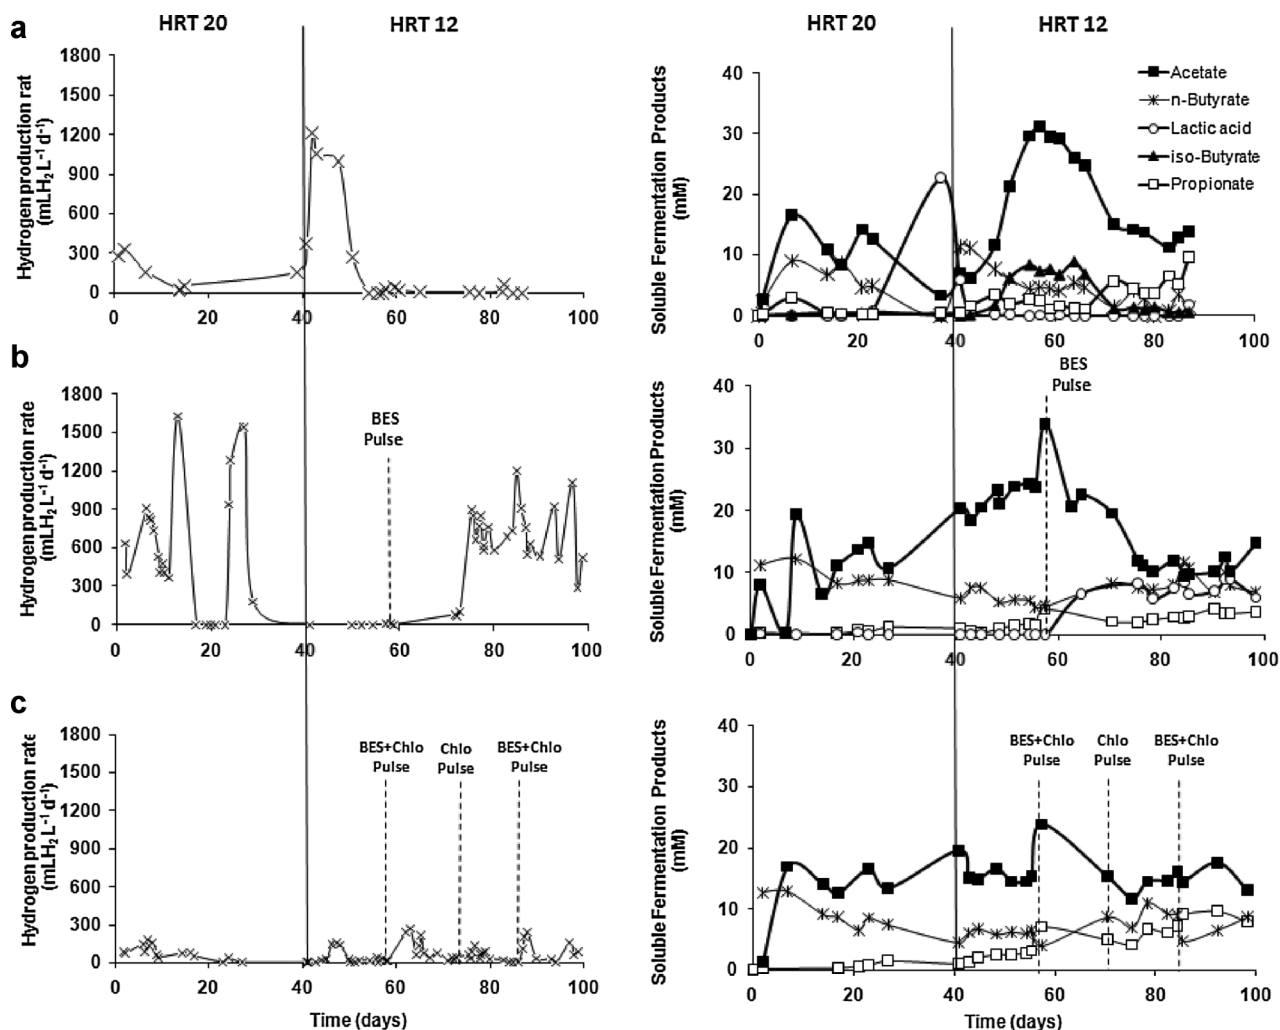 a
HRT 20
HRT 12
HRT 20
HRT 12
Hydrogen production rat
(mLH₂ L⁻¹ d⁻¹)
1800
1500
1200
900
600
300
0
0
20
40
60
80
100
Soluble Fermentation Products
(mM)
40
30
20
10
0
0
20
40
60
80
100
Acetate
n-Butyrate
Lactic acid
iso-Butyrate
Propionate
b
Hydrogen production rate
(mLH₂ L⁻¹ d⁻¹)
1800
1500
1200
900
600
300
0
0
20
40
60
80
100
BES
Pulse
Soluble Fermentation Products
(mM)
40
30
20
10
0
0
20
40
60
80
100
BES
Pulse
c
Hydrogen production rate
(mLH₂ L⁻¹ d⁻¹)
1800
1500
1200
900
600
300
0
0
20
40
60
80
100
BES+Chlo
Pulse
Chlo
Pulse
BES+Chlo
Pulse
Time (days)
Soluble Fermentation Products
(mM)
40
30
20
10
0
0
20
40
60
80
100
BES+Chlo
Pulse
Chlo
Pulse
BES+Chlo
Pulse
Time (days)